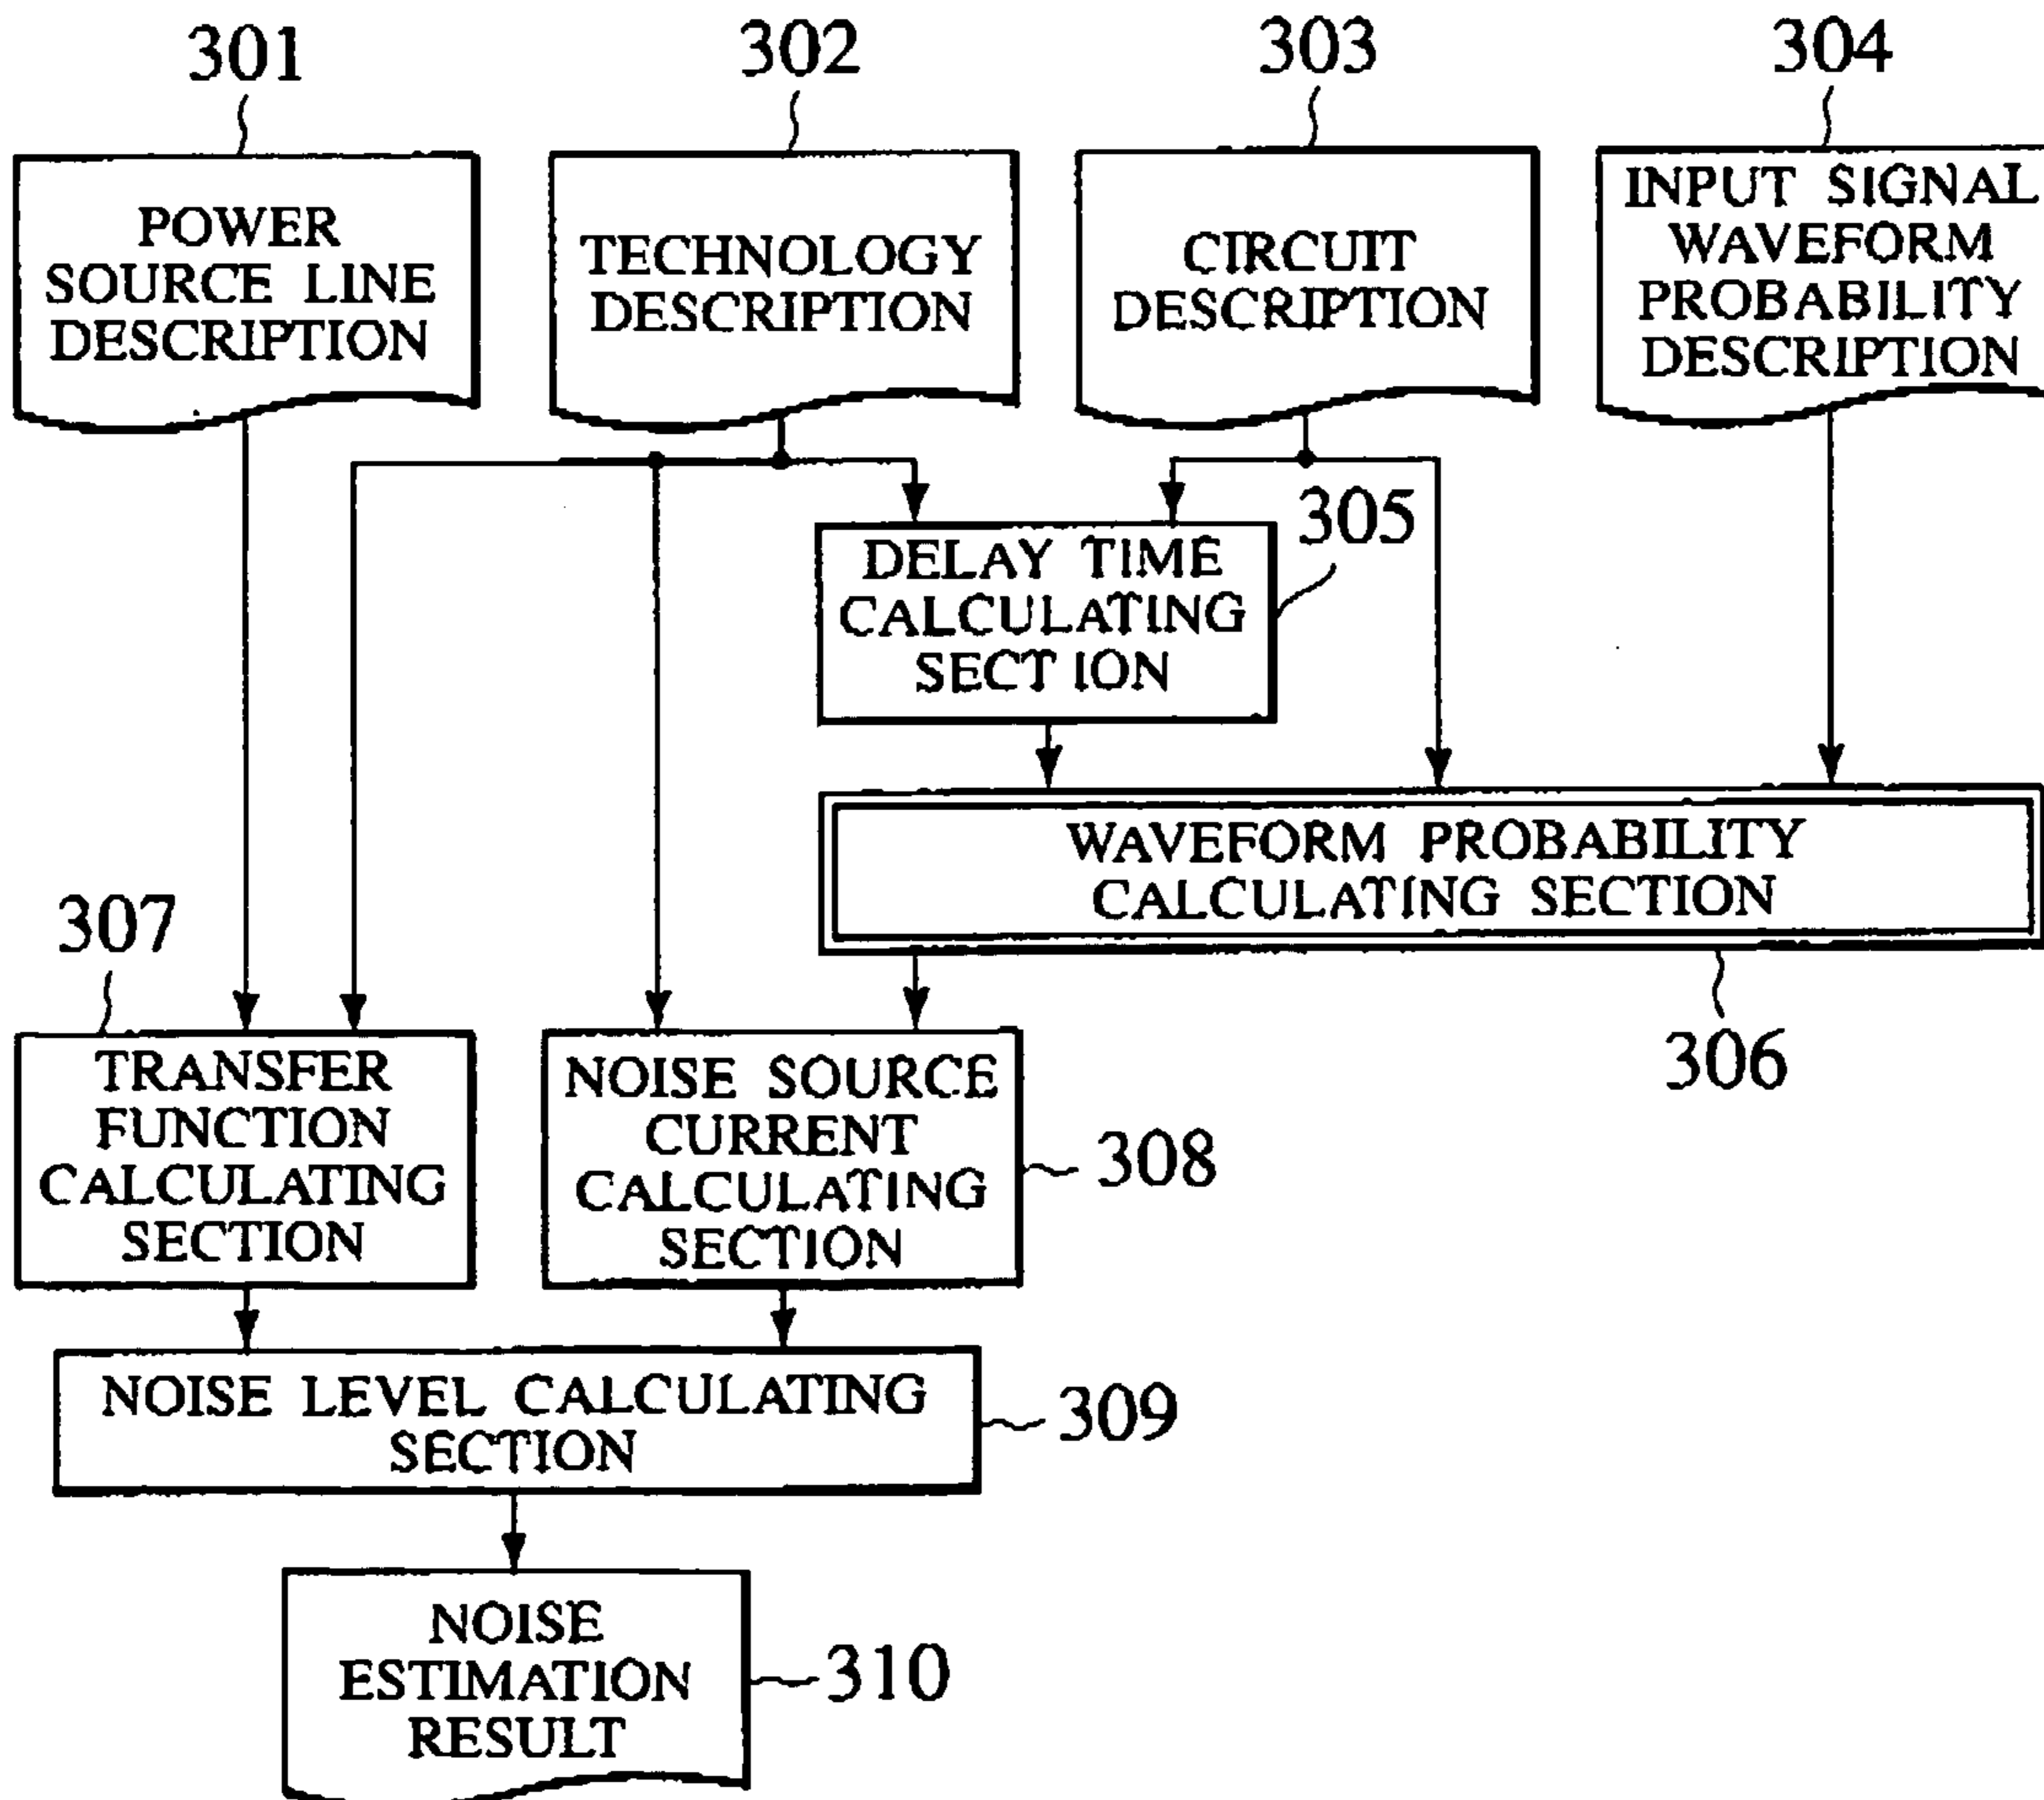 301
302
303
304
POWER
SOURCE LINE
DESCRIPTION
TECHNOLOGY
DESCRIPTION
CIRCUIT
DESCRIPTION
INPUT SIGNAL
WAVEFORM
PROBABILITY
DESCRIPTION
305
DELAY TIME
CALCULATING
SECTION
WAVEFORM PROBABILITY
CALCULATING SECTION
306
307
TRANSFER
FUNCTION
CALCULATING
SECTION
NOISE SOURCE
CURRENT
CALCULATING
SECTION
308
NOISE LEVEL CALCULATING
SECTION
309
NOISE
ESTIMATION
RESULT
310